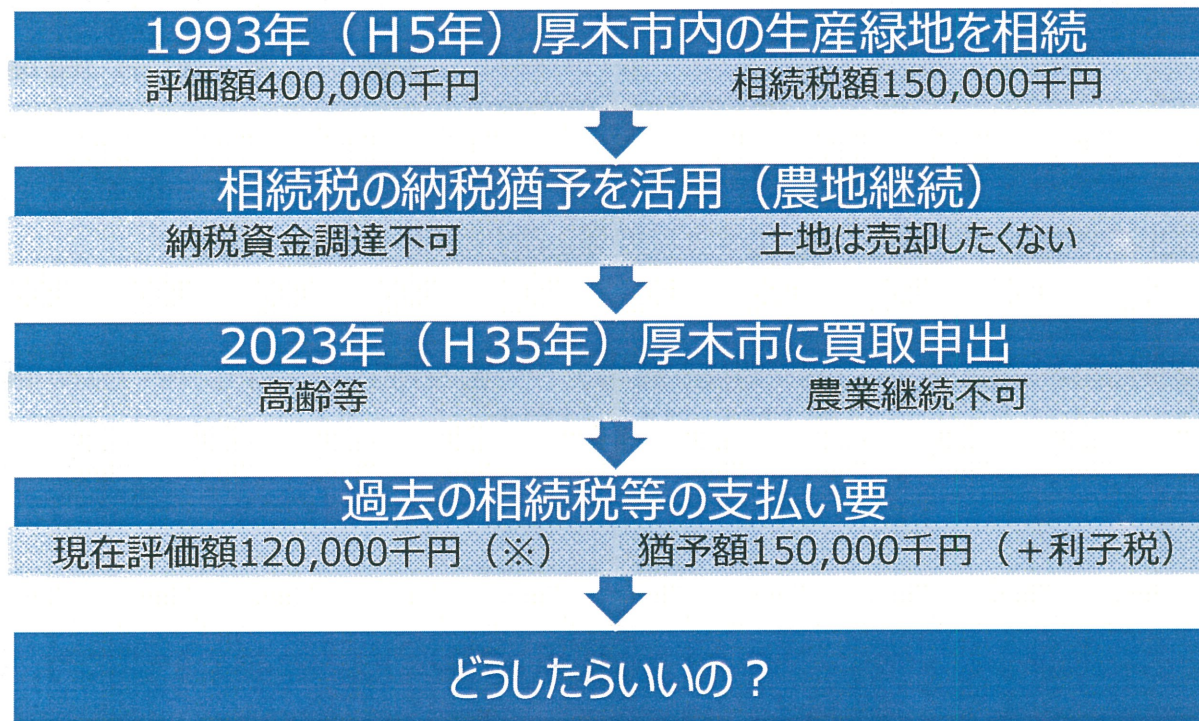 1993年（H5年）厚木市内の生産緑地を相続
評価額400,000千円
相続税額150,000千円
相続税の納税猶予を活用（農地継続）
納税資金調達不可
土地は売却したくない
2023年（H35年）厚木市に買取申出
高齢等
農業継続不可
過去の相続税等の支払い要
現在評価額120,000千円（※）
猶予額150,000千円（＋利子税）
どうしたらいいの？